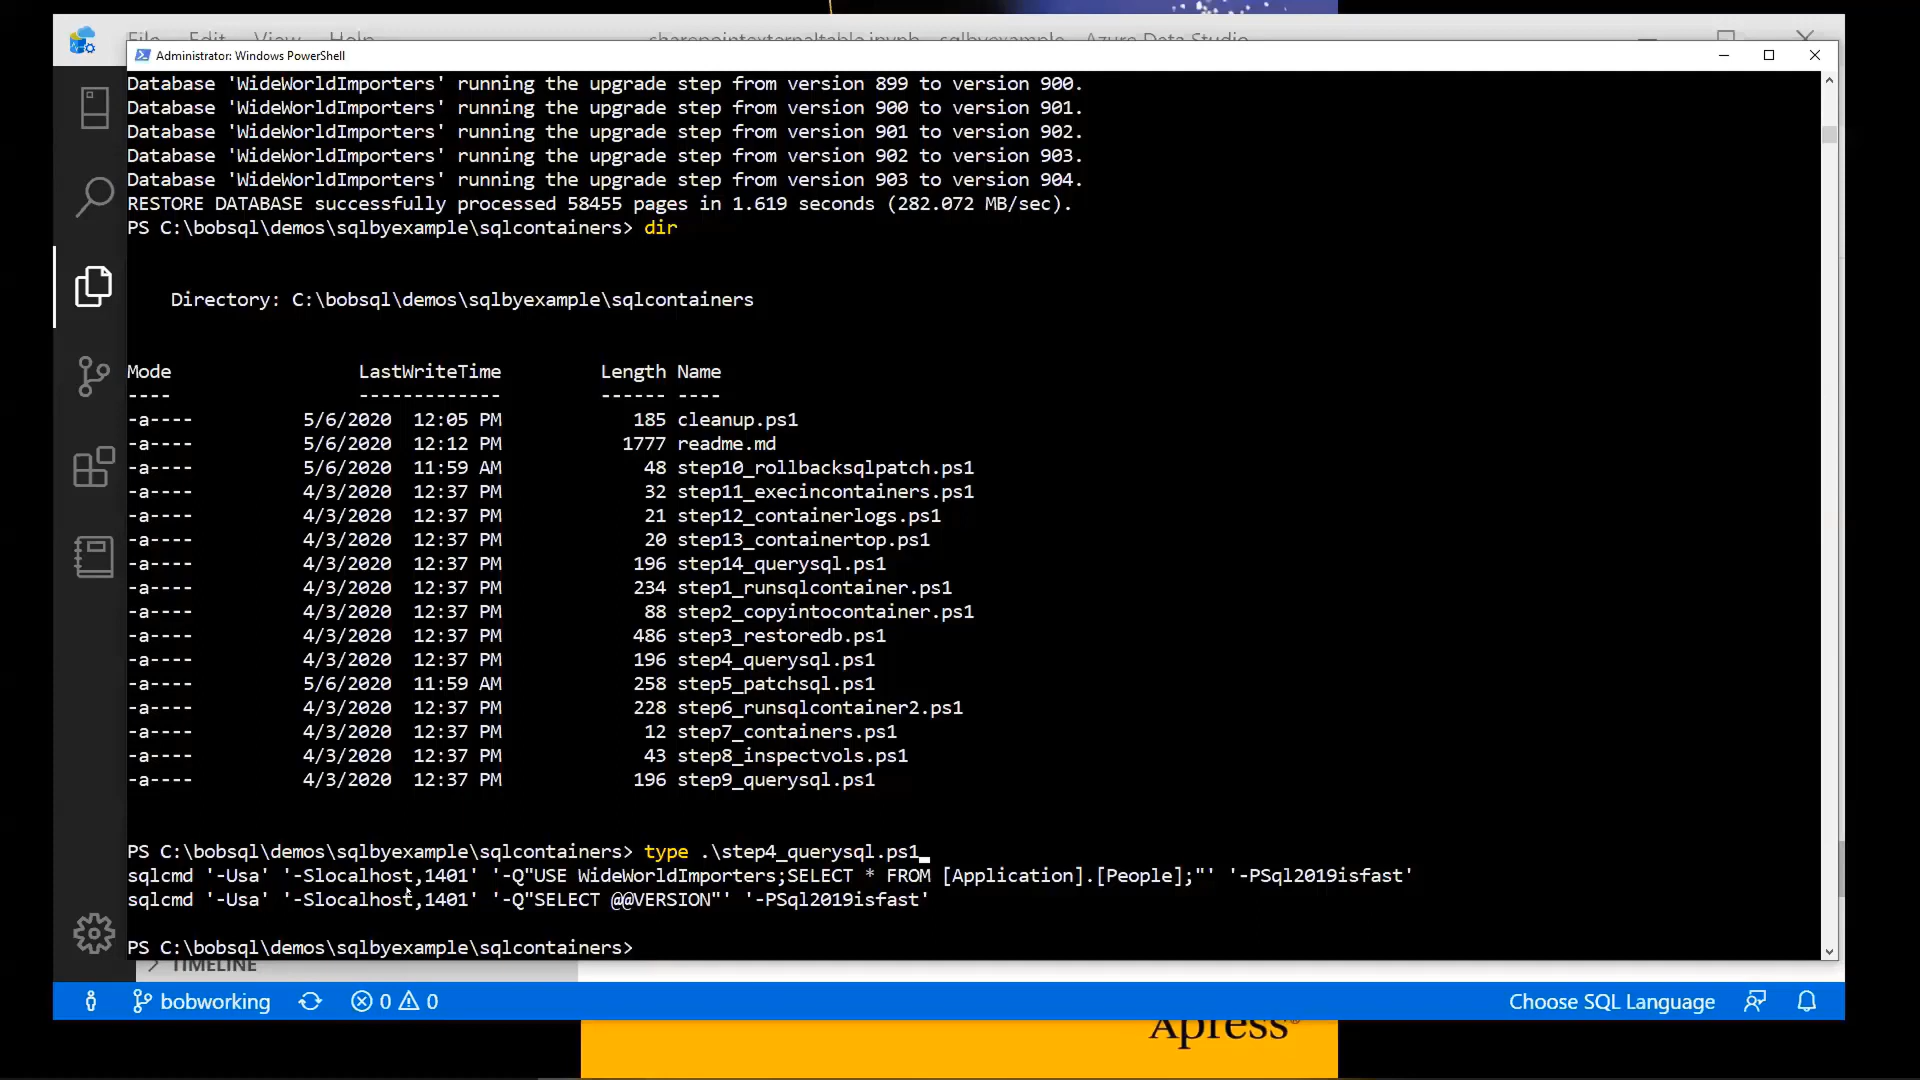 File Edit View Help sharepointexternaltable.ipynb - sqlbyexample - Azure Data Studio
Administrator: Windows PowerShell
Database 'WideWorldImporters' running the upgrade step from version 899 to version 900.
Database 'WideWorldImporters' running the upgrade step from version 900 to version 901.
Database 'WideWorldImporters' running the upgrade step from version 901 to version 902.
Database 'WideWorldImporters' running the upgrade step from version 902 to version 903.
Database 'WideWorldImporters' running the upgrade step from version 903 to version 904.
RESTORE DATABASE successfully processed 58455 pages in 1.619 seconds (282.072 MB/sec).
PS C:\bobsql\demos\sqlbyexample\sqlcontainers> dir
Directory: C:\bobsql\demos\sqlbyexample\sqlcontainers
Mode LastWriteTime Length Name
---- ------------- ------ ----
-a---- 5/6/2020 12:05 PM 185 cleanup.ps1
-a---- 5/6/2020 12:12 PM 1777 readme.md
-a---- 5/6/2020 11:59 AM 48 step10_rollbacksqlpatch.ps1
-a---- 4/3/2020 12:37 PM 32 step11_execincontainers.ps1
-a---- 4/3/2020 12:37 PM 21 step12_containerlogs.ps1
-a---- 4/3/2020 12:37 PM 20 step13_containertop.ps1
-a---- 4/3/2020 12:37 PM 196 step14_querysql.ps1
-a---- 4/3/2020 12:37 PM 234 step1_runsqlcontainer.ps1
-a---- 4/3/2020 12:37 PM 88 step2_copyintocontainer.ps1
-a---- 4/3/2020 12:37 PM 486 step3_restoredb.ps1
-a---- 4/3/2020 12:37 PM 196 step4_querysql.ps1
-a---- 5/6/2020 11:59 AM 258 step5_patchsql.ps1
-a---- 4/3/2020 12:37 PM 228 step6_runsqlcontainer2.ps1
-a---- 4/3/2020 12:37 PM 12 step7_containers.ps1
-a---- 4/3/2020 12:37 PM 43 step8_inspectvols.ps1
-a---- 4/3/2020 12:37 PM 196 step9_querysql.ps1
PS C:\bobsql\demos\sqlbyexample\sqlcontainers> type .\step4_querysql.ps1
sqlcmd '-Usa' '-Slocalhost,1401' '-Q"USE WideWorldImporters;SELECT * FROM [Application].[People];"' '-PSql2019isfast'
sqlcmd '-Usa' '-Slocalhost,1401' '-Q"SELECT @@VERSION"' '-PSql2019isfast'
PS C:\bobsql\demos\sqlbyexample\sqlcontainers>
TIMELINE
bobworking 0 0 Choose SQL Language
Apress®